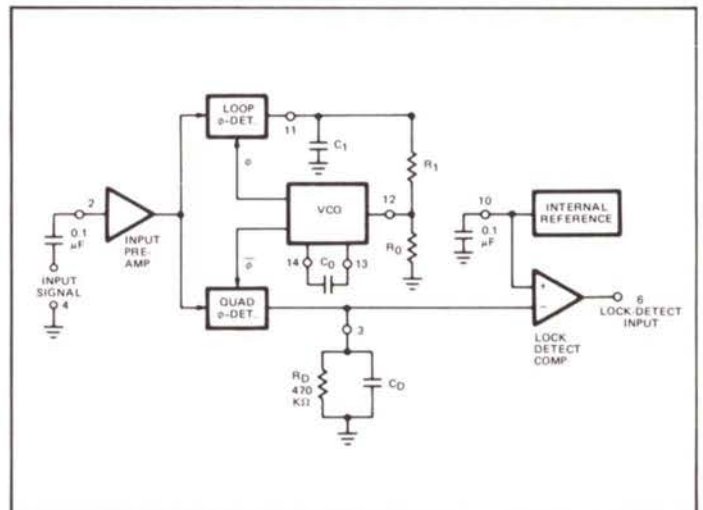 LOOP
ø-DET.
11
C1
R1
ø
2
0.1
µF
INPUT
PRE-
AMP
INPUT
SIGNAL
4
VCO
12
14
C0
13
R0
ø
10
0.1
µF
INTERNAL
REFERENCE
QUAD
ø-DET.
+
−
6
LOCK-DETECT
INPUT
LOCK
DETECT
COMP.
3
RD
470
KΩ
CD